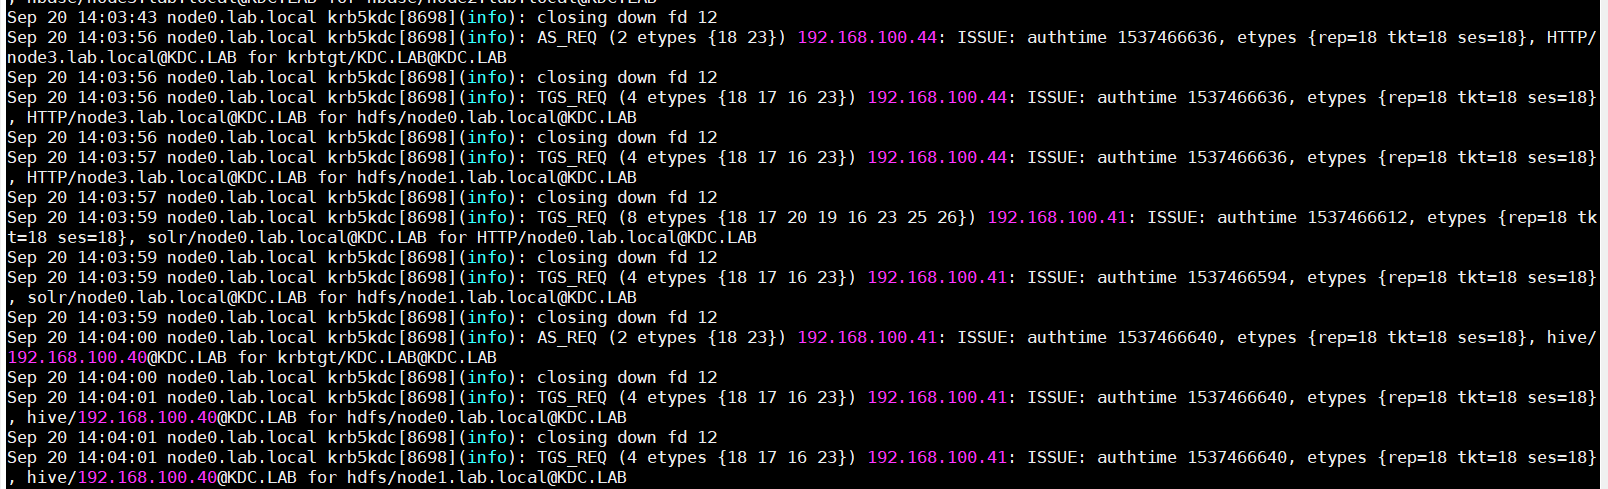 , hbase/node3.lab.local@KDC.LAB for hbase/node2.lab.local@KDC.LAB
Sep 20 14:03:43 node0.lab.local krb5kdc[8698](info): closing down fd 12
Sep 20 14:03:56 node0.lab.local krb5kdc[8698](info): AS_REQ (2 etypes {18 23}) 192.168.100.44: ISSUE: authtime 1537466636, etypes {rep=18 tkt=18 ses=18}, HTTP/
node3.lab.local@KDC.LAB for krbtgt/KDC.LAB@KDC.LAB
Sep 20 14:03:56 node0.lab.local krb5kdc[8698](info): closing down fd 12
Sep 20 14:03:56 node0.lab.local krb5kdc[8698](info): TGS_REQ (4 etypes {18 17 16 23}) 192.168.100.44: ISSUE: authtime 1537466636, etypes {rep=18 tkt=18 ses=18}
, HTTP/node3.lab.local@KDC.LAB for hdfs/node0.lab.local@KDC.LAB
Sep 20 14:03:56 node0.lab.local krb5kdc[8698](info): closing down fd 12
Sep 20 14:03:57 node0.lab.local krb5kdc[8698](info): TGS_REQ (4 etypes {18 17 16 23}) 192.168.100.44: ISSUE: authtime 1537466636, etypes {rep=18 tkt=18 ses=18}
, HTTP/node3.lab.local@KDC.LAB for hdfs/node1.lab.local@KDC.LAB
Sep 20 14:03:57 node0.lab.local krb5kdc[8698](info): closing down fd 12
Sep 20 14:03:59 node0.lab.local krb5kdc[8698](info): TGS_REQ (8 etypes {18 17 20 19 16 23 25 26}) 192.168.100.41: ISSUE: authtime 1537466612, etypes {rep=18 tk
t=18 ses=18}, solr/node0.lab.local@KDC.LAB for HTTP/node0.lab.local@KDC.LAB
Sep 20 14:03:59 node0.lab.local krb5kdc[8698](info): closing down fd 12
Sep 20 14:03:59 node0.lab.local krb5kdc[8698](info): TGS_REQ (4 etypes {18 17 16 23}) 192.168.100.41: ISSUE: authtime 1537466594, etypes {rep=18 tkt=18 ses=18}
, solr/node0.lab.local@KDC.LAB for hdfs/node1.lab.local@KDC.LAB
Sep 20 14:03:59 node0.lab.local krb5kdc[8698](info): closing down fd 12
Sep 20 14:04:00 node0.lab.local krb5kdc[8698](info): AS_REQ (2 etypes {18 23}) 192.168.100.41: ISSUE: authtime 1537466640, etypes {rep=18 tkt=18 ses=18}, hive/
192.168.100.40@KDC.LAB for krbtgt/KDC.LAB@KDC.LAB
Sep 20 14:04:00 node0.lab.local krb5kdc[8698](info): closing down fd 12
Sep 20 14:04:01 node0.lab.local krb5kdc[8698](info): TGS_REQ (4 etypes {18 17 16 23}) 192.168.100.41: ISSUE: authtime 1537466640, etypes {rep=18 tkt=18 ses=18}
, hive/192.168.100.40@KDC.LAB for hdfs/node0.lab.local@KDC.LAB
Sep 20 14:04:01 node0.lab.local krb5kdc[8698](info): closing down fd 12
Sep 20 14:04:01 node0.lab.local krb5kdc[8698](info): TGS_REQ (4 etypes {18 17 16 23}) 192.168.100.41: ISSUE: authtime 1537466640, etypes {rep=18 tkt=18 ses=18}
, hive/192.168.100.40@KDC.LAB for hdfs/node1.lab.local@KDC.LAB